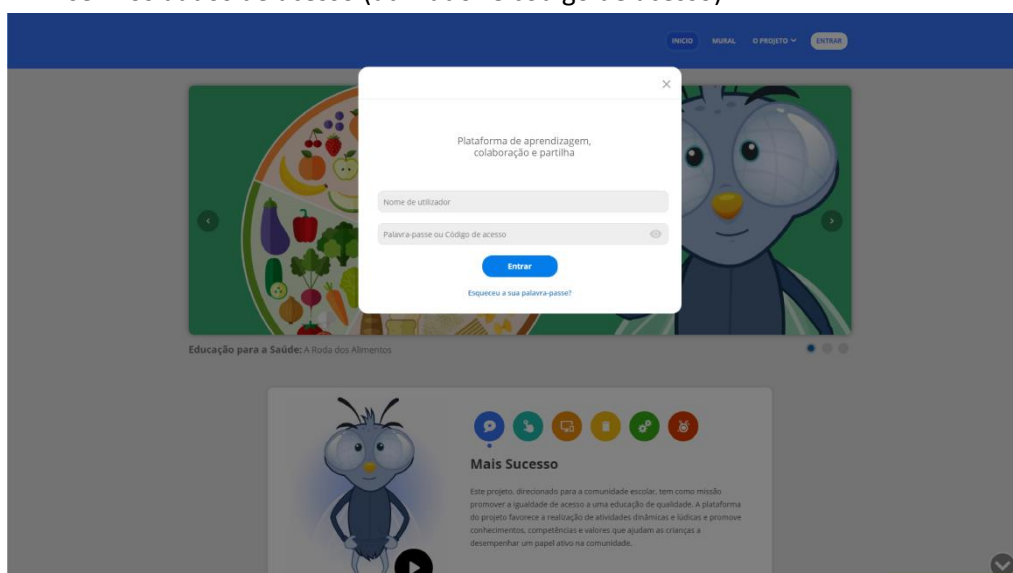 INICIO MURAL O PROJETO ENTRAR
Plataforma de aprendizagem,
colaboração e partilha
Nome de utilizador
Palavra-passe ou Código de acesso
Entrar
Esqueceu a sua palavra-passe?
Educação para a Saúde: A Roda dos Alimentos
Mais Sucesso
Este projeto, direcionado para a comunidade escolar, tem como missão
promover a igualdade de acesso a uma educação de qualidade. A plataforma
do projeto favorece a realização de atividades dinâmicas e lúdicas e promove
conhecimentos, competências e valores que ajudam as crianças a
desempenhar um papel ativo na comunidade.